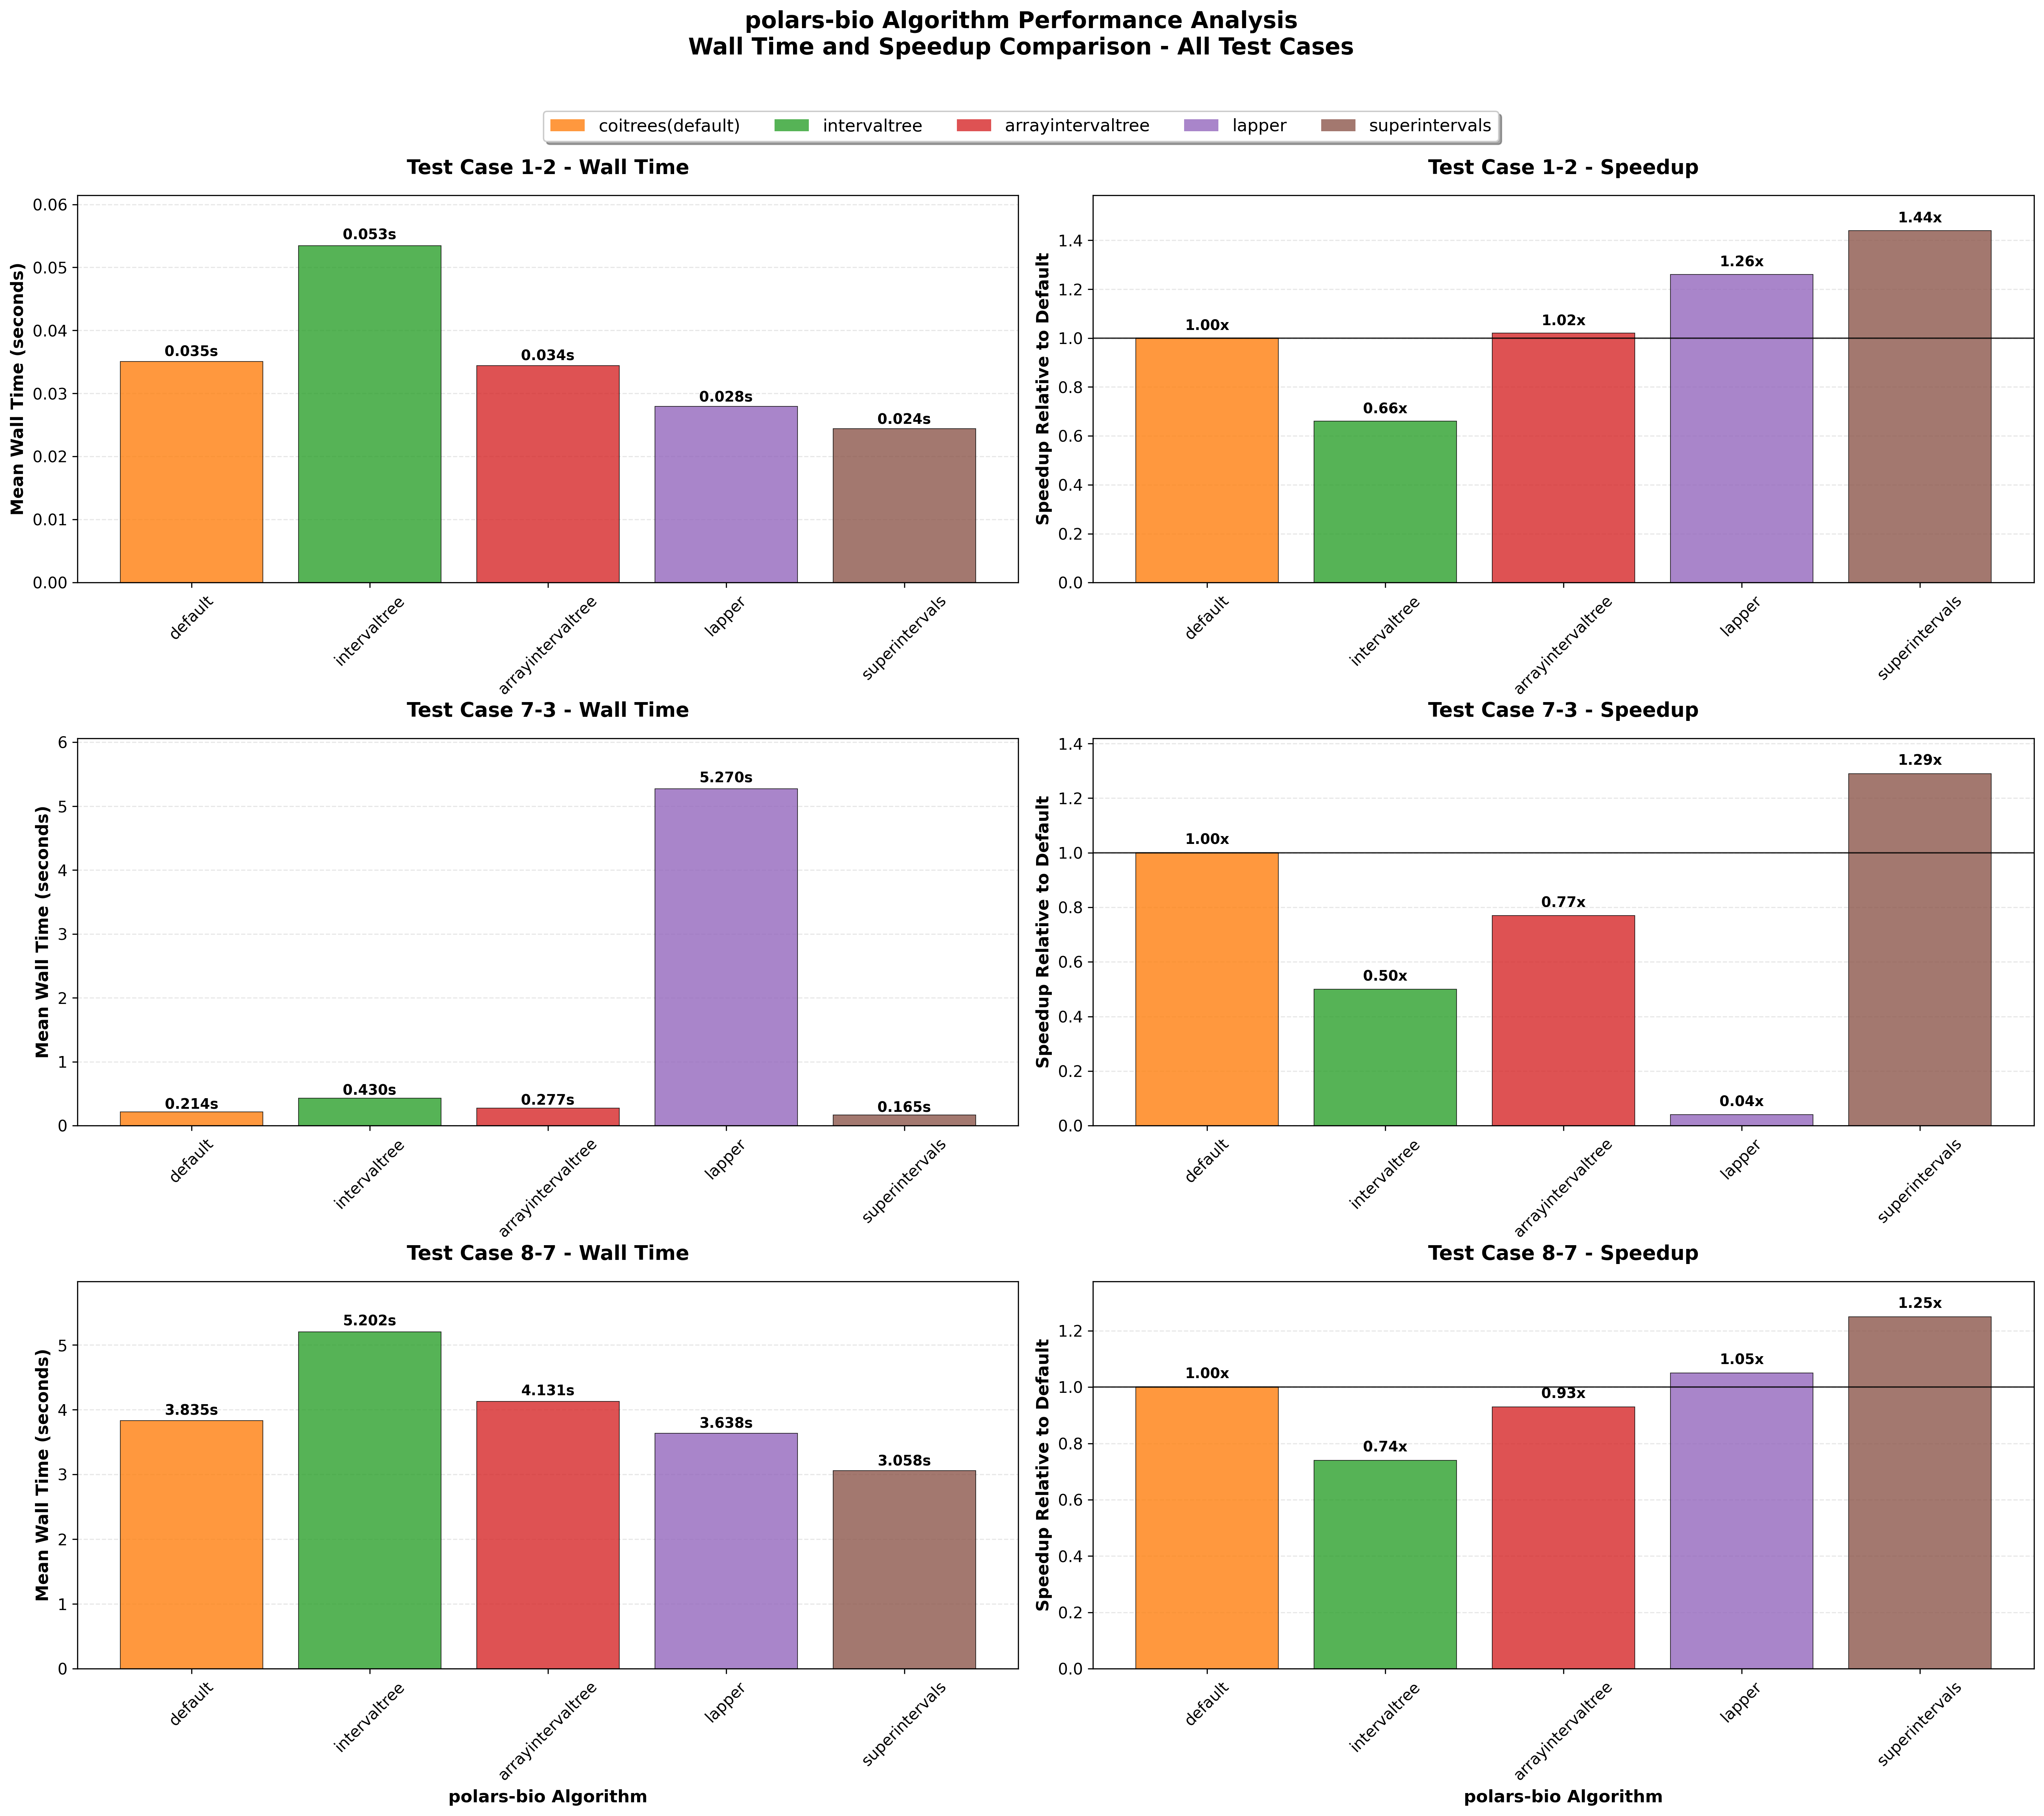 polars-bio Algorithm Performance Analysis
Wall Time and Speedup Comparison - All Test Cases
coitrees(default) intervaltree arrayintervaltree lapper superintervals
Test Case 1-2 - Wall Time
Mean Wall Time (seconds)
0.06
0.05
0.04
0.03
0.02
0.01
0.00
0.035s
0.053s
0.034s
0.028s
0.024s
default
intervaltree
arrayintervaltree
lapper
superintervals
Test Case 1-2 - Speedup
Speedup Relative to Default
1.4
1.2
1.0
0.8
0.6
0.4
0.2
0.0
1.00x
0.66x
1.02x
1.26x
1.44x
default
intervaltree
arrayintervaltree
lapper
superintervals
Test Case 7-3 - Wall Time
Mean Wall Time (seconds)
6
5
4
3
2
1
0
0.214s
0.430s
0.277s
5.270s
0.165s
default
intervaltree
arrayintervaltree
lapper
superintervals
Test Case 7-3 - Speedup
Speedup Relative to Default
1.4
1.2
1.0
0.8
0.6
0.4
0.2
0.0
1.00x
0.50x
0.77x
0.04x
1.29x
default
intervaltree
arrayintervaltree
lapper
superintervals
Test Case 8-7 - Wall Time
Mean Wall Time (seconds)
5
4
3
2
1
0
3.835s
5.202s
4.131s
3.638s
3.058s
default
intervaltree
arrayintervaltree
lapper
superintervals
polars-bio Algorithm
Test Case 8-7 - Speedup
Speedup Relative to Default
1.2
1.0
0.8
0.6
0.4
0.2
0.0
1.00x
0.74x
0.93x
1.05x
1.25x
default
intervaltree
arrayintervaltree
lapper
superintervals
polars-bio Algorithm